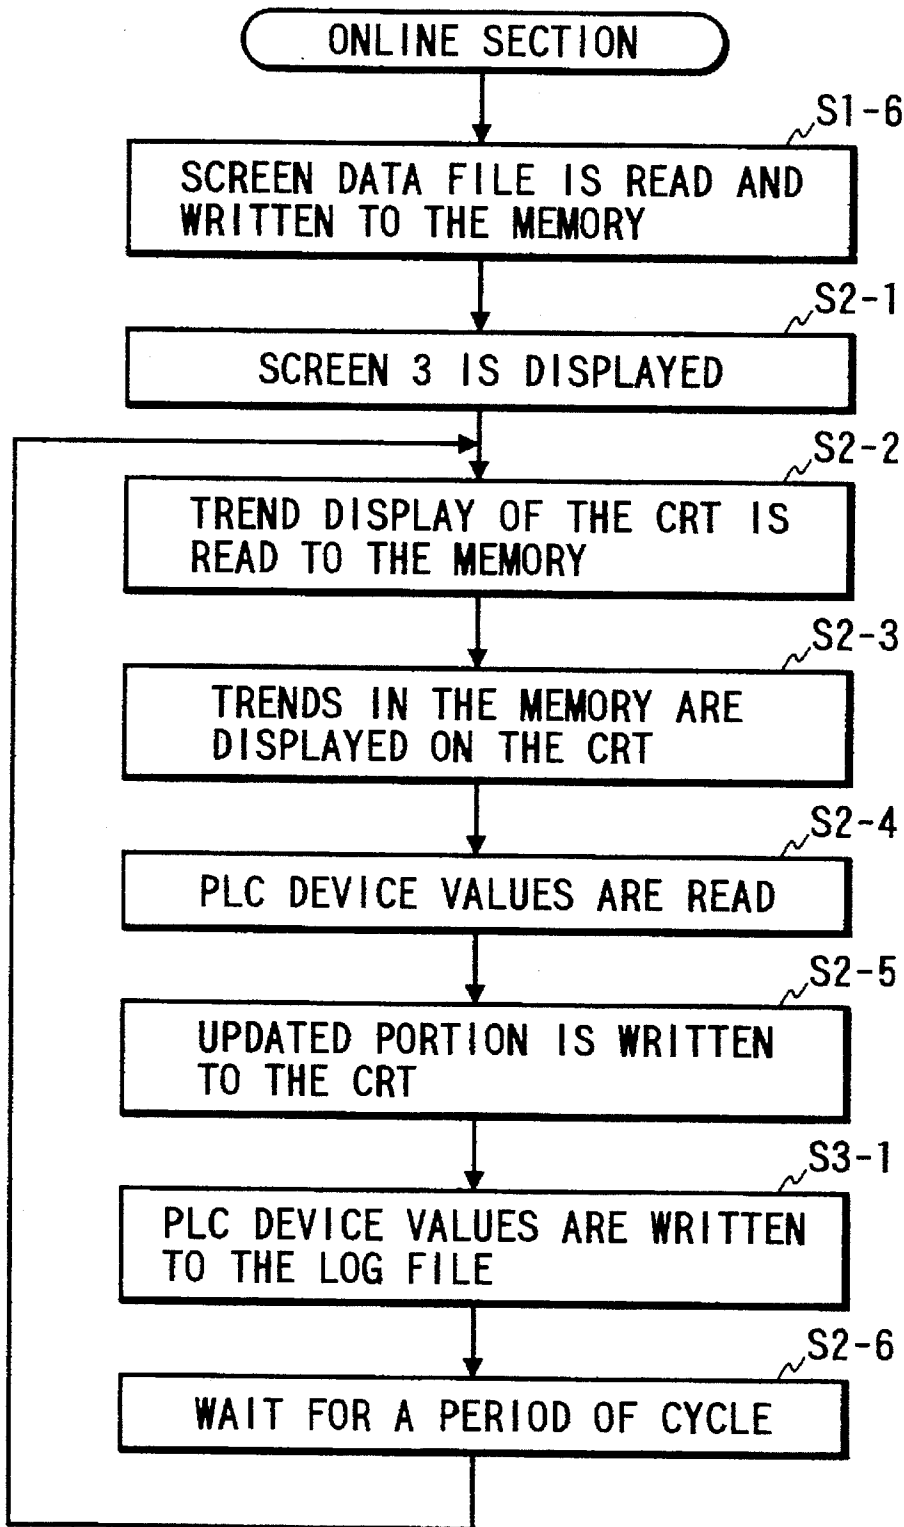 ONLINE SECTION
S1-6
SCREEN DATA FILE IS READ AND
WRITTEN TO THE MEMORY
S2-1
SCREEN 3 IS DISPLAYED
S2-2
TREND DISPLAY OF THE CRT IS
READ TO THE MEMORY
S2-3
TRENDS IN THE MEMORY ARE
DISPLAYED ON THE CRT
S2-4
PLC DEVICE VALUES ARE READ
S2-5
UPDATED PORTION IS WRITTEN
TO THE CRT
S3-1
PLC DEVICE VALUES ARE WRITTEN
TO THE LOG FILE
S2-6
WAIT FOR A PERIOD OF CYCLE